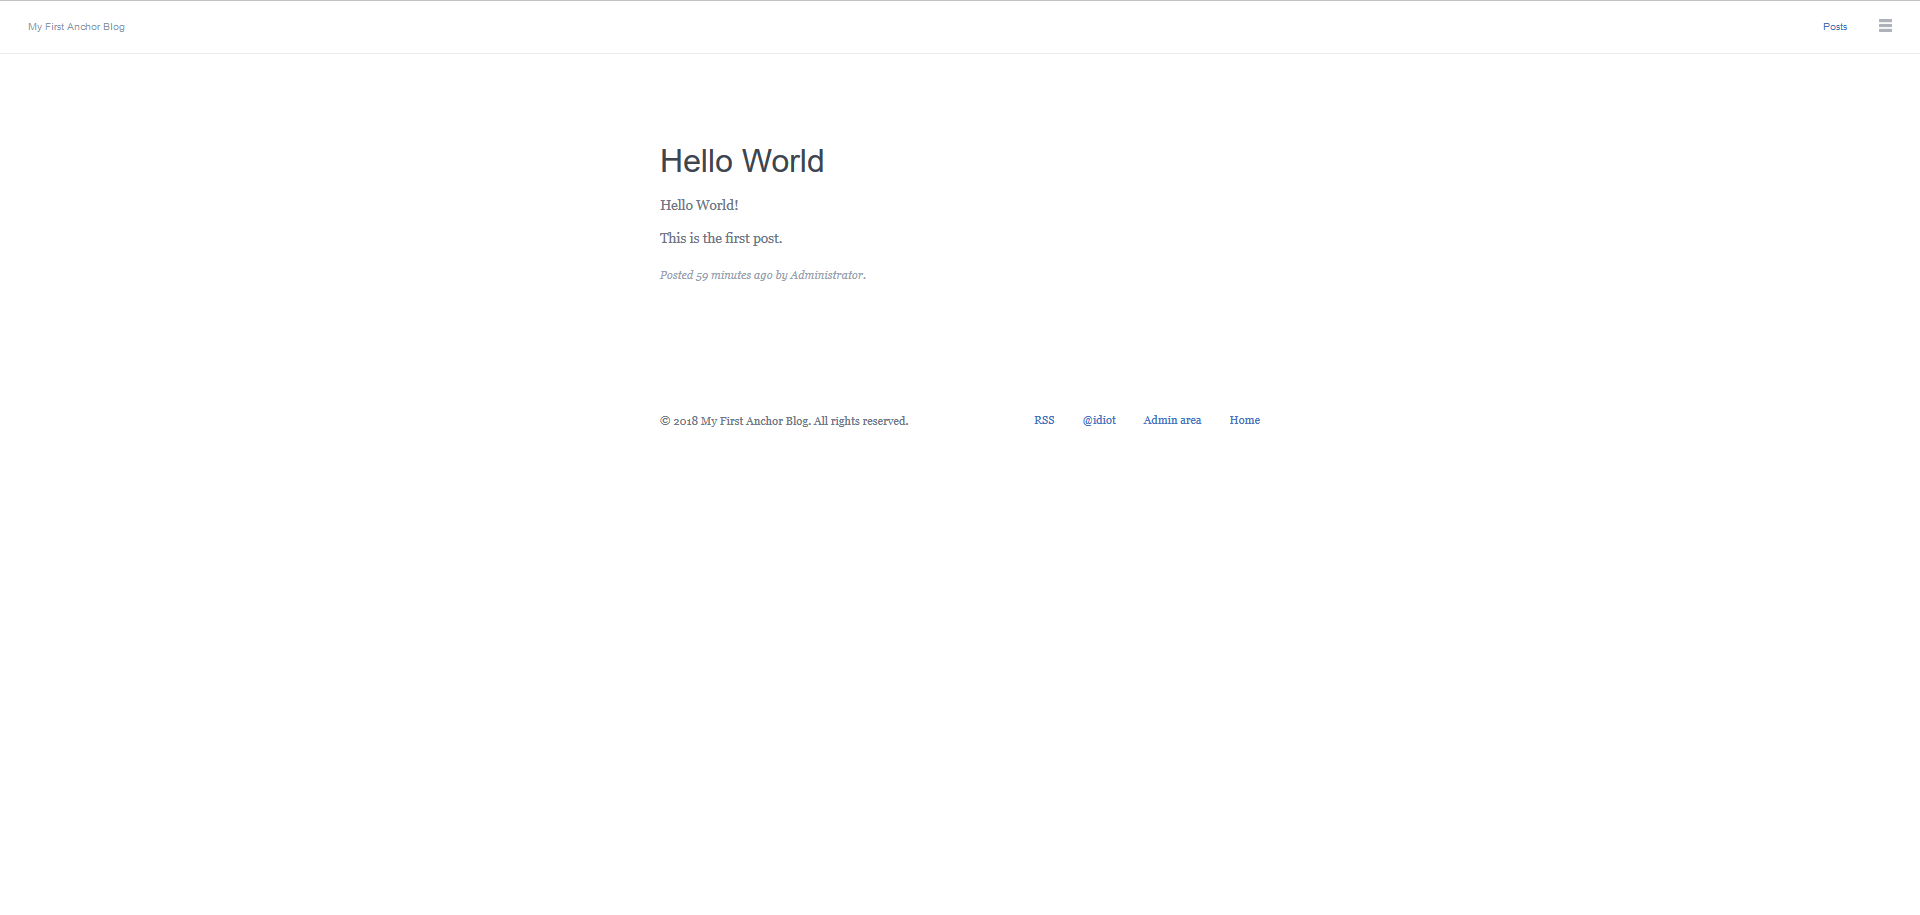 My First Anchor Blog
Posts
Hello World
Hello World!
This is the first post.
Posted 59 minutes ago by Administrator.
© 2018 My First Anchor Blog. All rights reserved.
RSS @idiot Admin area Home